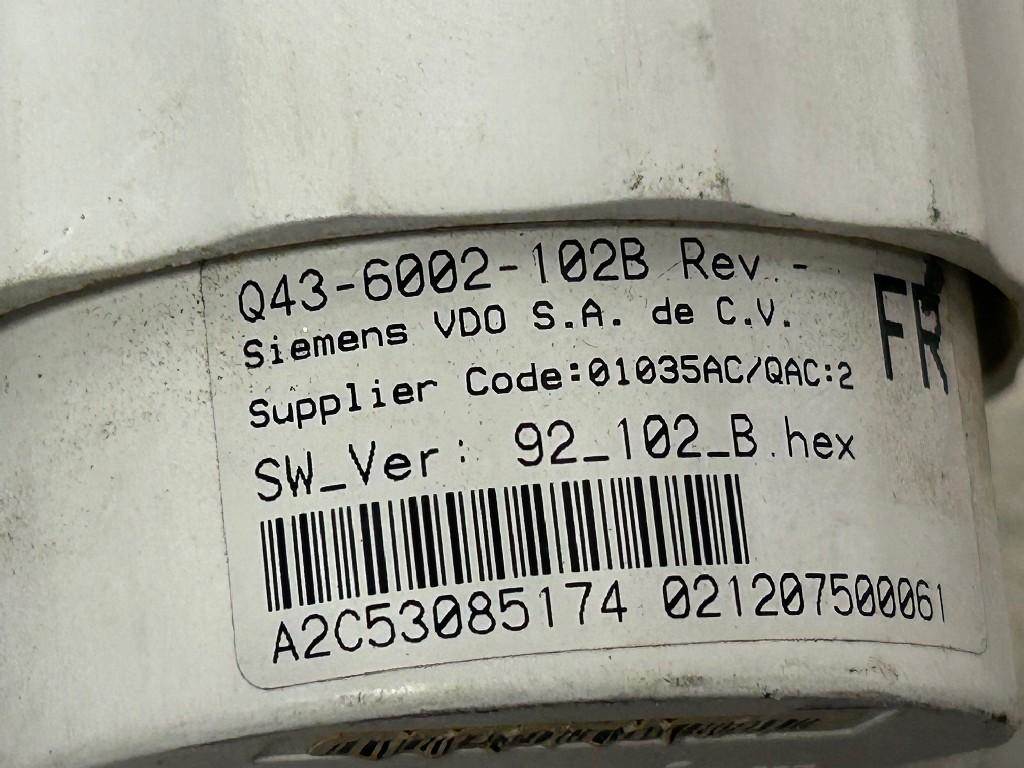 Q43-6002-102B Rev -
Siemens VDO S.A. de C.V.
Supplier Code:01035AC/QAC:2
FR
SW_Ver: 92_102_B.hex
A2C53085174 021207500061